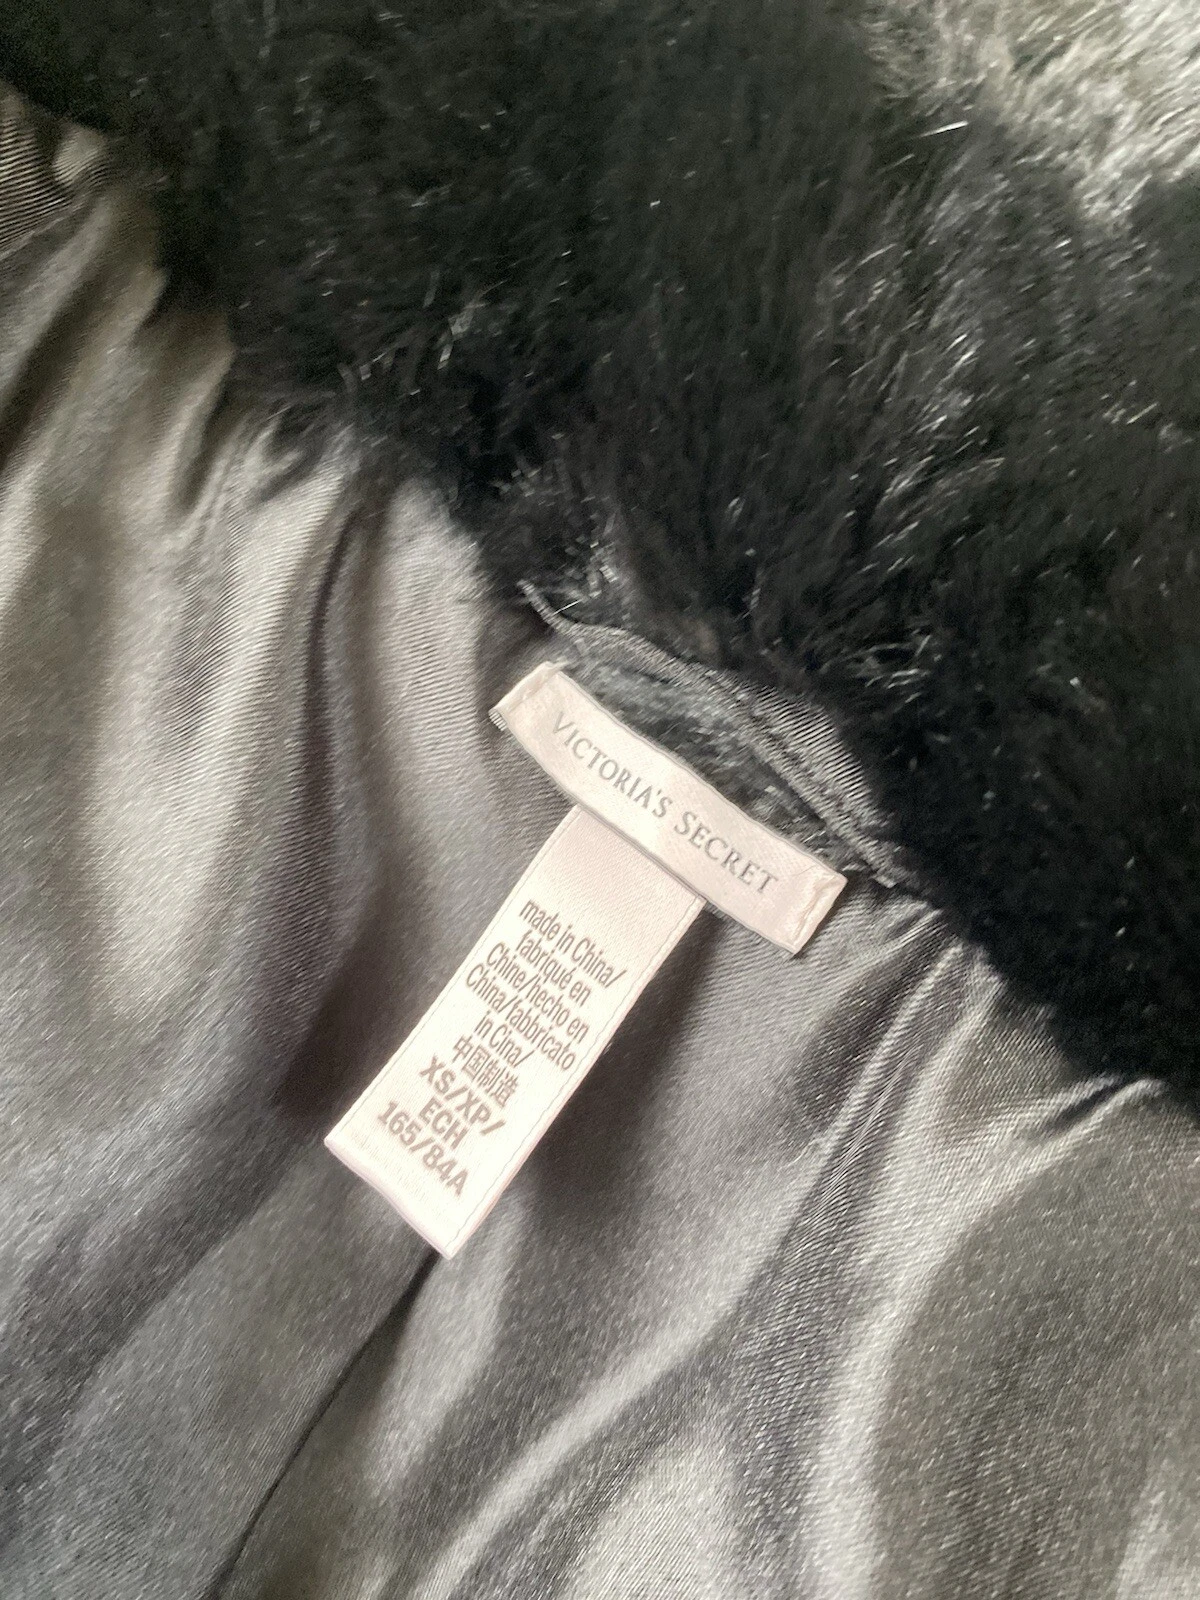 VICTORIA'S SECRET
made in China/
fabriqué en
Chine/hecho en
China/fabbricato
in Cina/
中国制造
XS/XP/
ECH
165/84A